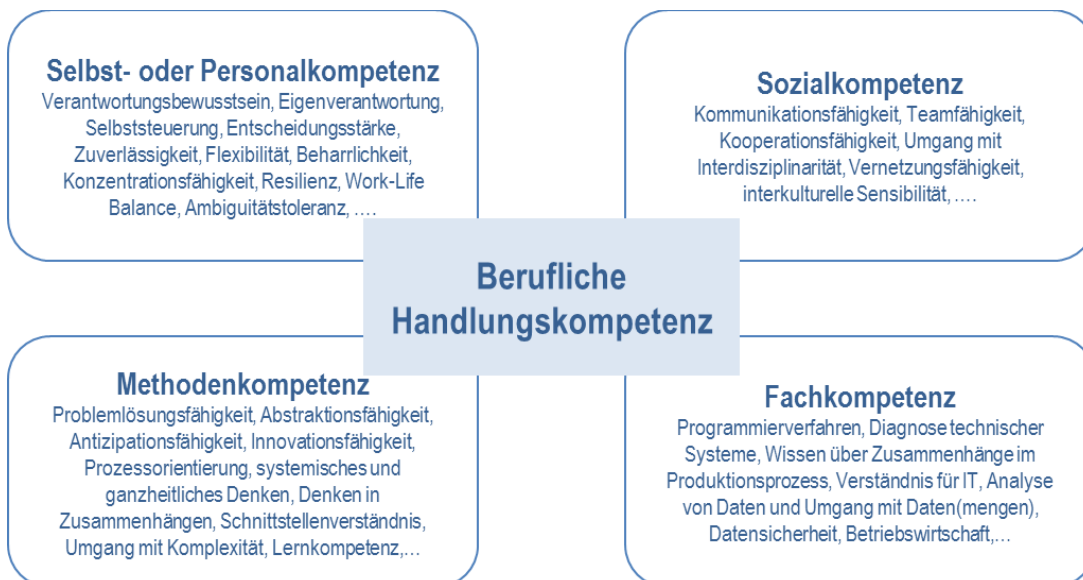 Selbst- oder Personalkompetenz
Verantwortungsbewusstsein, Eigenverantwortung,
Selbststeuerung, Entscheidungsstärke,
Zuverlässigkeit, Flexibilität, Beharrlichkeit,
Konzentrationsfähigkeit, Resilienz, Work-Life
Balance, Ambiguitätstoleranz, ….
Sozialkompetenz
Kommunikationsfähigkeit, Teamfähigkeit,
Kooperationsfähigkeit, Umgang mit
Interdisziplinarität, Vernetzungsfähigkeit,
interkulturelle Sensibilität, ….
Berufliche
Handlungskompetenz
Methodenkompetenz
Problemlösungsfähigkeit, Abstraktionsfähigkeit,
Antizipationsfähigkeit, Innovationsfähigkeit,
Prozessorientierung, systemisches und
ganzheitliches Denken, Denken in
Zusammenhängen, Schnittstellenverständnis,
Umgang mit Komplexität, Lernkompetenz,…
Fachkompetenz
Programmierverfahren, Diagnose technischer
Systeme, Wissen über Zusammenhänge im
Produktionsprozess, Verständnis für IT, Analyse
von Daten und Umgang mit Daten(mengen),
Datensicherheit, Betriebswirtschaft,…